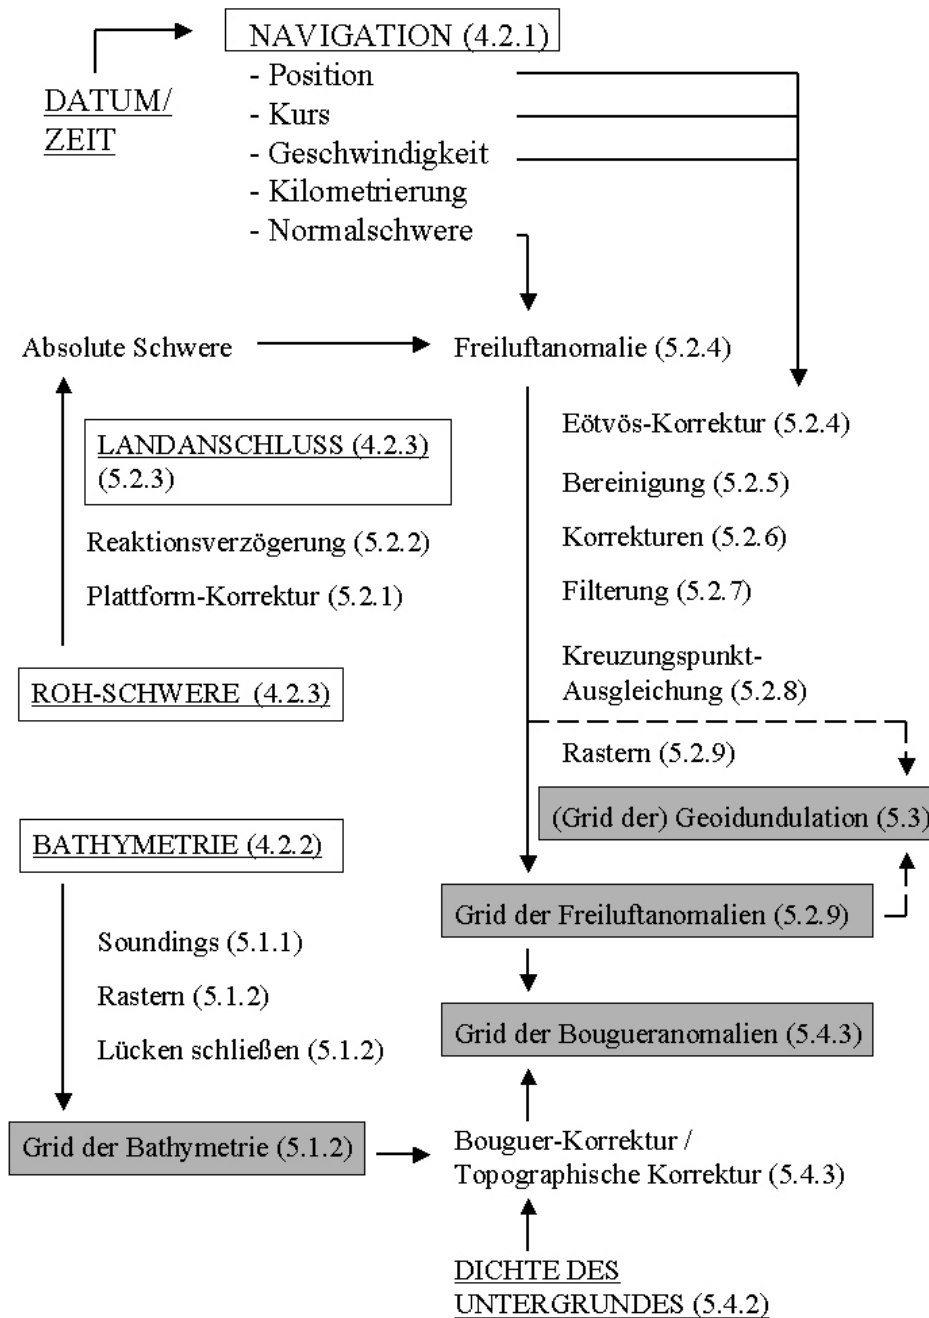 NAVIGATION (4.2.1)
DATUM/
ZEIT
- Position
- Kurs
- Geschwindigkeit
- Kilometrierung
- Normalschwere
Absolute Schwere
Freiluftanomalie (5.2.4)
LANDANSCHLUSS (4.2.3)
(5.2.3)
Reaktionsverzögerung (5.2.2)
Plattform-Korrektur (5.2.1)
ROH-SCHWERE (4.2.3)
Eötvös-Korrektur (5.2.4)
Bereinigung (5.2.5)
Korrekturen (5.2.6)
Filterung (5.2.7)
Kreuzungspunkt-
Ausgleichung (5.2.8)
Rastern (5.2.9)
(Grid der) Geoidundulation (5.3)
BATHYMETRIE (4.2.2)
Soundings (5.1.1)
Rastern (5.1.2)
Lücken schließen (5.1.2)
Grid der Bathymetrie (5.1.2)
Grid der Freiluftanomalien (5.2.9)
Grid der Bougueranomalien (5.4.3)
Bouguer-Korrektur /
Topographische Korrektur (5.4.3)
DICHTE DES
UNTERGRUNDES (5.4.2)